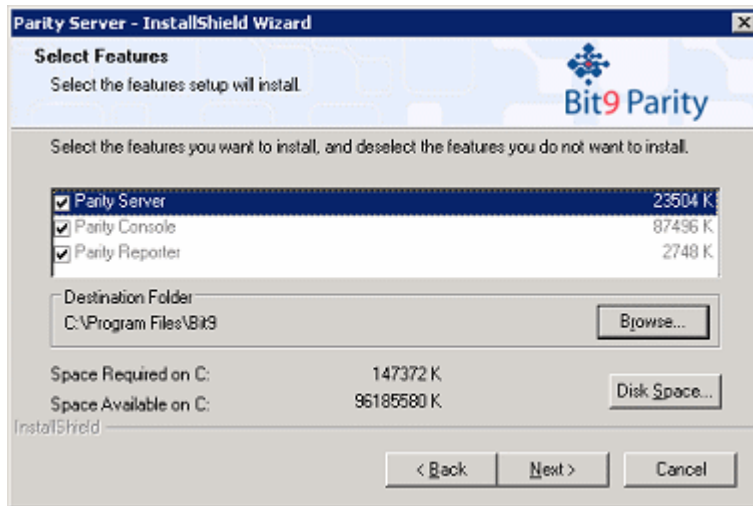 Parity Server - InstallShield Wizard
Select Features
Select the features setup will install.
Bit9 Parity
Select the features you want to install, and deselect the features you do not want to install.
Parity Server 23504 K
Parity Console 87496 K
Parity Reporter 2748 K
Destination Folder
C:\Program Files\Bit9
Browse...
Space Required on C: 147372 K
Space Available on C: 96185580 K
Disk Space...
InstallShield
< Back Next > Cancel